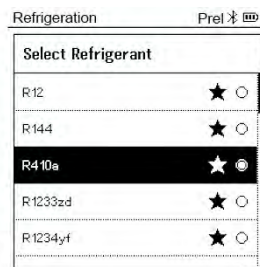 Refrigeration Prel
Select Refrigerant
R12
R144
R410a
R1233zd
R1234yf